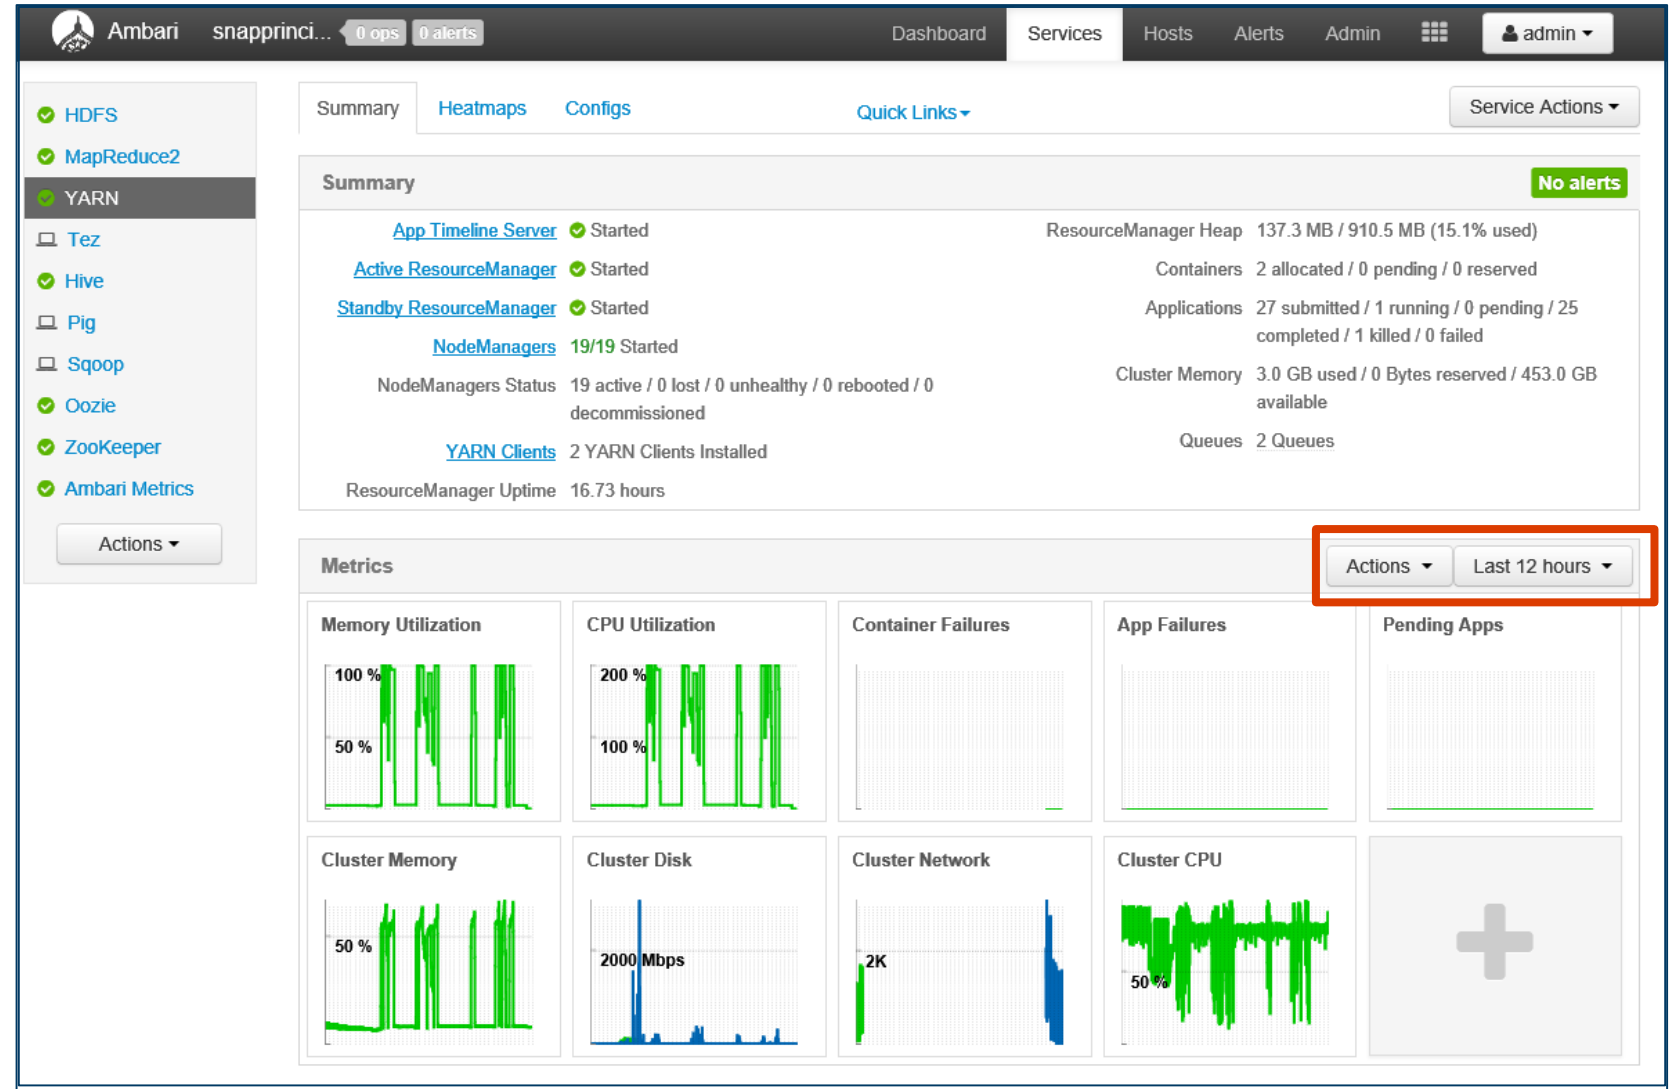 Ambari snapprinci... 0 ops 0 alerts Dashboard Services Hosts Alerts Admin admin
HDFS
MapReduce2
YARN
Tez
Hive
Pig
Sqoop
Oozie
ZooKeeper
Ambari Metrics
Actions
Summary Heatmaps Configs Quick Links Service Actions
Summary No alerts
App Timeline Server Started
Active ResourceManager Started
Standby ResourceManager Started
NodeManagers 19/19 Started
NodeManagers Status 19 active / 0 lost / 0 unhealthy / 0 rebooted / 0
decommissioned
YARN Clients 2 YARN Clients Installed
ResourceManager Uptime 16.73 hours
ResourceManager Heap 137.3 MB / 910.5 MB (15.1% used)
Containers 2 allocated / 0 pending / 0 reserved
Applications 27 submitted / 1 running / 0 pending / 25
completed / 1 killed / 0 failed
Cluster Memory 3.0 GB used / 0 Bytes reserved / 453.0 GB
available
Queues 2 Queues
Metrics Actions Last 12 hours
Memory Utilization
100 %
50 %
CPU Utilization
200 %
100 %
Container Failures
App Failures
Pending Apps
Cluster Memory
50 %
Cluster Disk
2000 Mbps
Cluster Network
2K
Cluster CPU
50 %